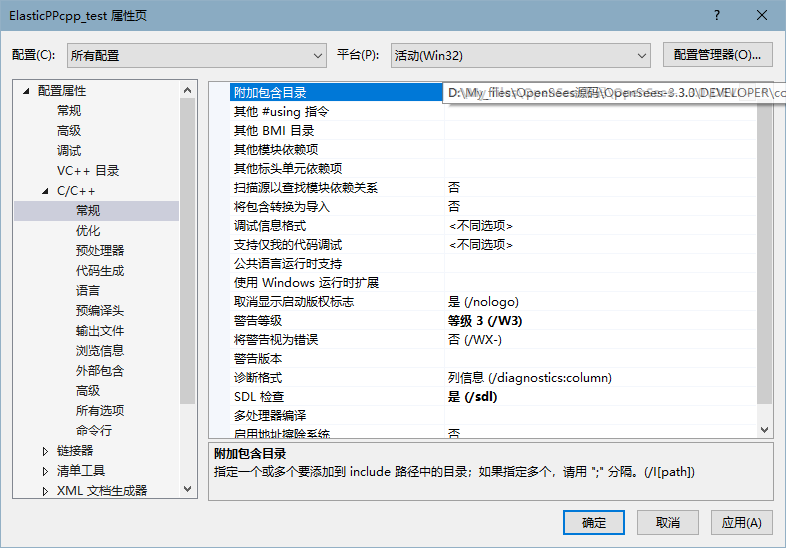 ElasticPPcpp_test 属性页
配置(C): 所有配置 平台(P): 活动(Win32) 配置管理器(O)...
配置属性
常规
高级
调试
VC++ 目录
C/C++
常规
优化
预处理器
代码生成
语言
预编译头
输出文件
浏览信息
外部包含
高级
所有选项
命令行
链接器
清单工具
XML 文档生成器
附加包含目录 D:\My_files\OpenSees源码\OpenSees-3.3.0\DEVELOPER\co
其他 #using 指令
其他 BMI 目录
其他模块依赖项
其他标头单元依赖项
扫描源以查找模块依赖关系 否
将包含转换为导入 否
调试信息格式 <不同选项>
支持仅我的代码调试 <不同选项>
公共语言运行时支持
使用 Windows 运行时扩展
取消显示启动版权标志 是 (/nologo)
警告等级 等级 3 (/W3)
将警告视为错误 否 (/WX-)
警告版本
诊断格式 列信息 (/diagnostics:column)
SDL 检查 是 (/sdl)
多处理器编译
启用地址擦除系统 否
附加包含目录
指定一个或多个要添加到 include 路径中的目录；如果指定多个，请用 ";" 分隔。(/I[path])
确定 取消 应用(A)